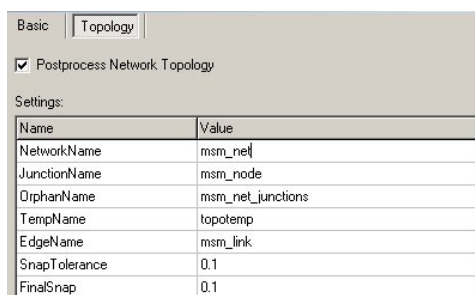 Basic Topology
Postprocess Network Topology
Settings:
Name Value
NetworkName msm_net
JunctionName msm_node
OrphanName msm_net_junctions
TempName topotemp
EdgeName msm_link
SnapTolerance 0.1
FinalSnap 0.1